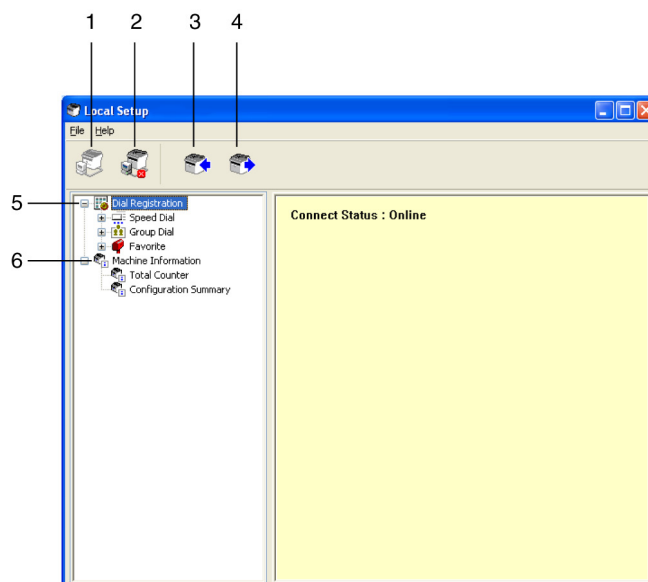 1 2 3 4
Local Setup
File Help
5
Dial Registration
Speed Dial
Group Dial
Favorite
6
Machine Information
Total Counter
Configuration Summary
Connect Status : Online